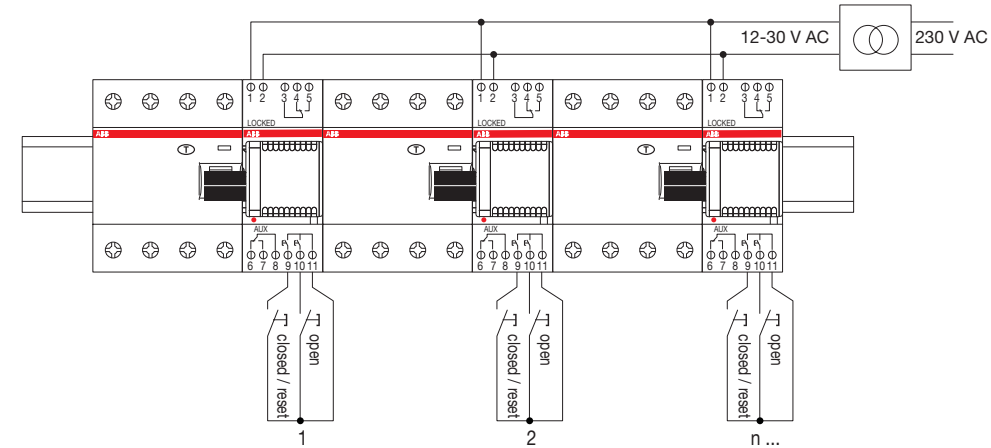 12-30 V AC 230 V AC
1 2 3 4 5 1 2 3 4 5 1 2 3 4 5
LOCKED LOCKED LOCKED
ABB ABB ABB ABB ABB ABB
T T T
AUX AUX AUX
6 7 8 9 10 11 6 7 8 9 10 11 6 7 8 9 10 11
closed / reset open closed / reset open closed / reset open
1 2 n ...